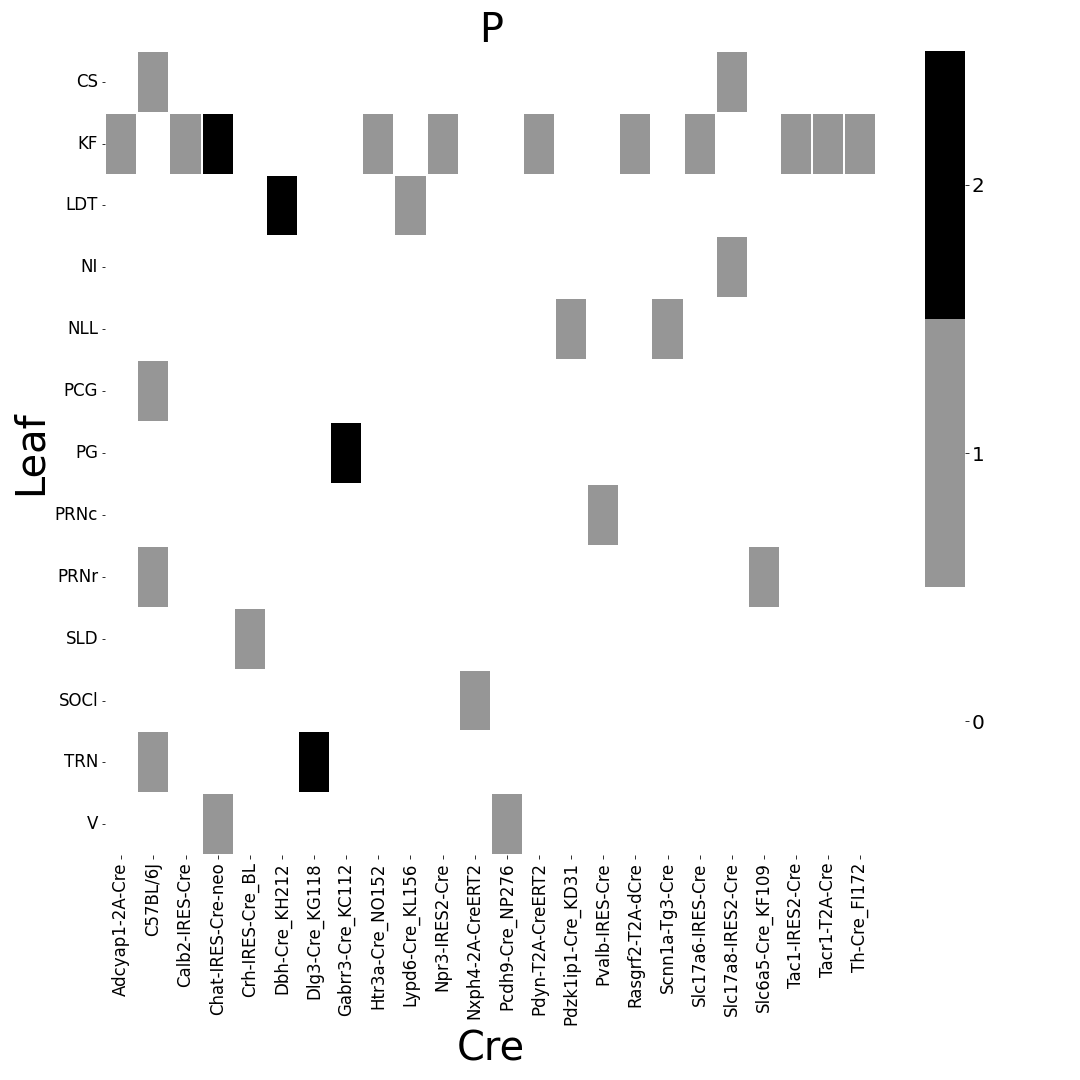 P
Leaf
CS
KF
LDT
NI
NLL
PCG
PG
PRNc
PRNr
SLD
SOCl
TRN
V
2
1
0
Adcyap1-2A-Cre
C57BL/6J
Calb2-IRES-Cre
Chat-IRES-Cre-neo
Crh-IRES-Cre_BL
Dbh-Cre_KH212
Dlg3-Cre_KG118
Gabrr3-Cre_KC112
Htr3a-Cre_NO152
Lypd6-Cre_KL156
Npr3-IRES2-Cre
Nxph4-2A-CreERT2
Pcdh9-Cre_NP276
Pdyn-T2A-CreERT2
Pdzk1ip1-Cre_KD31
Pvalb-IRES-Cre
Rasgrf2-T2A-dCre
Scnn1a-Tg3-Cre
Slc17a6-IRES-Cre
Slc17a8-IRES2-Cre
Slc6a5-Cre_KF109
Tac1-IRES2-Cre
Tacr1-T2A-Cre
Th-Cre_FI172
Cre